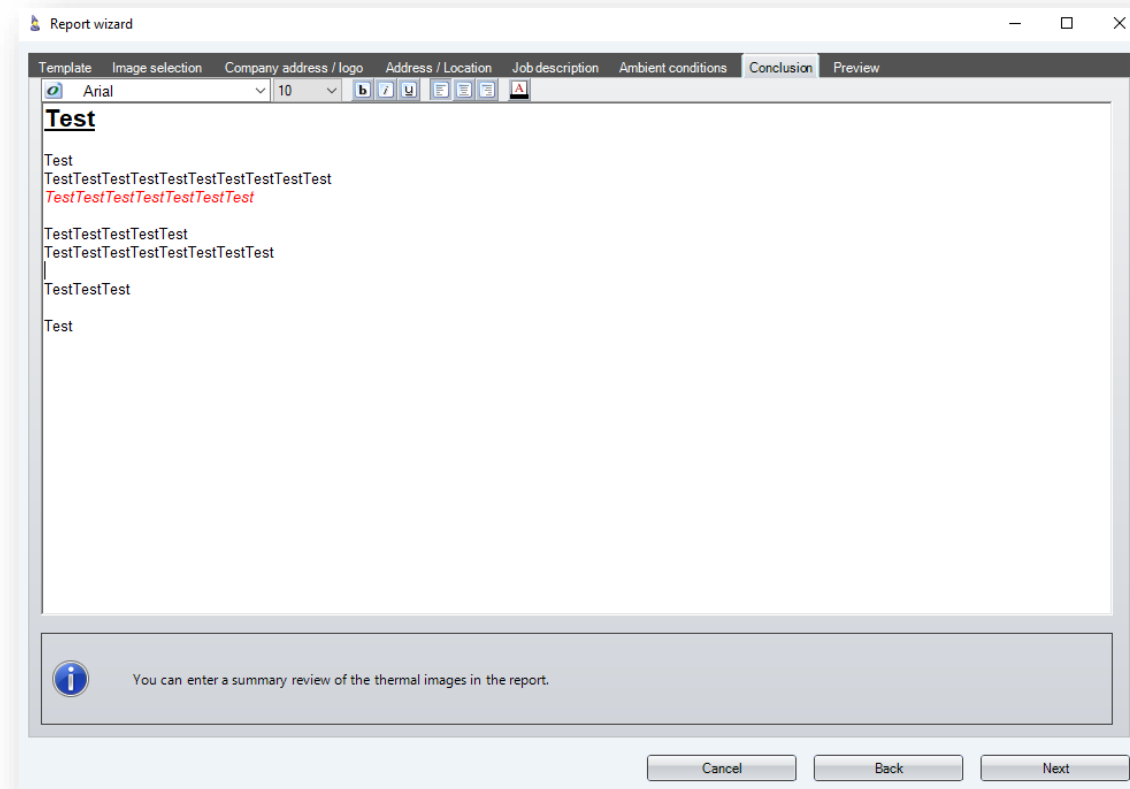 Report wizard
Template Image selection Company address / logo Address / Location Job description Ambient conditions Conclusion Preview
Arial 10 b i u A
Test
Test
TestTestTestTestTestTestTestTestTestTest
TestTestTestTestTestTestTest
TestTestTestTestTest
TestTestTestTestTestTestTestTest
TestTestTest
Test
You can enter a summary review of the thermal images in the report.
Cancel Back Next